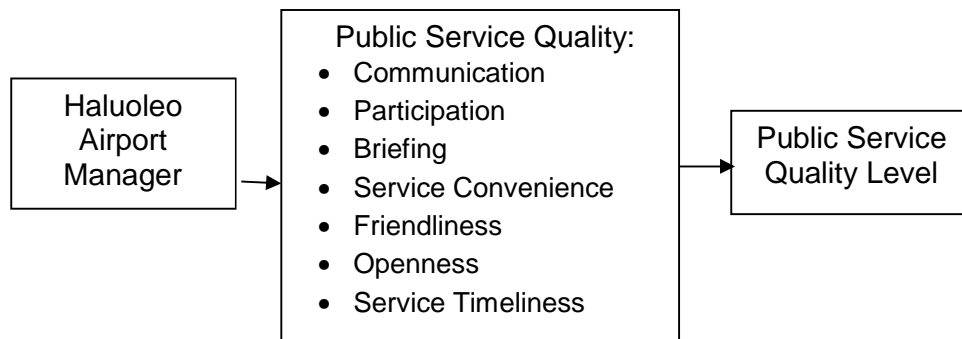 Haluoleo
Airport
Manager
Public Service Quality:
• Communication
• Participation
• Briefing
• Service Convenience
• Friendliness
• Openness
• Service Timeliness
Public Service
Quality Level